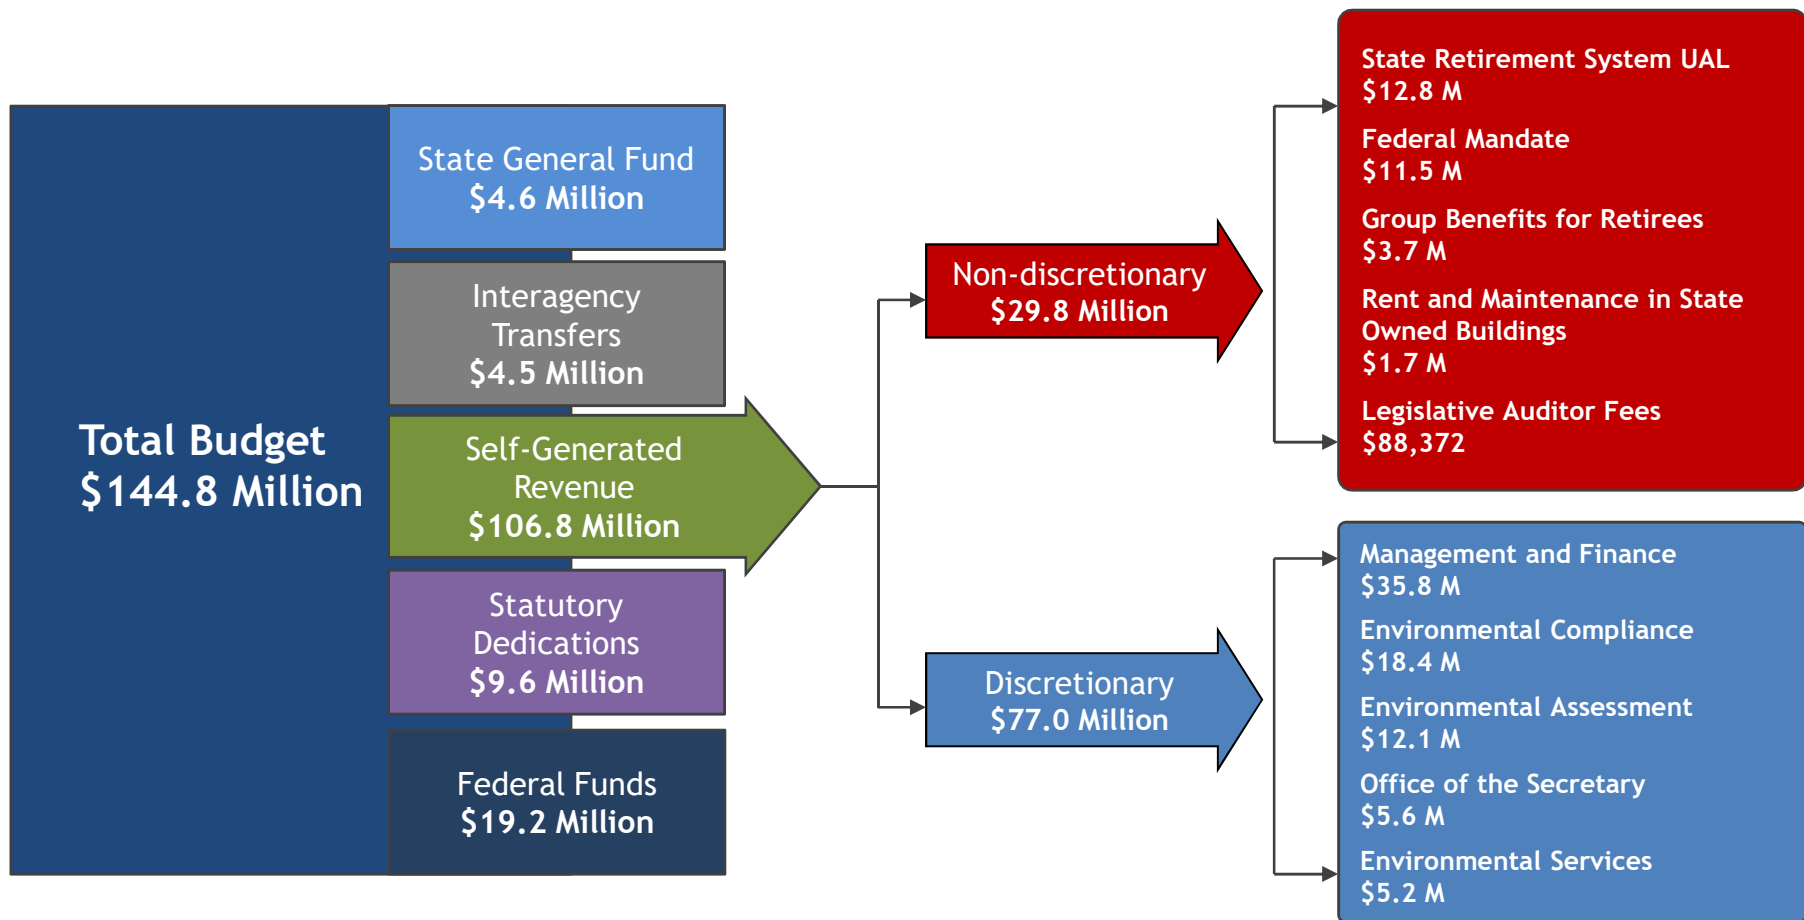 Total Budget
$144.8 Million
State General Fund
$4.6 Million
Interagency
Transfers
$4.5 Million
Self-Generated
Revenue
$106.8 Million
Statutory
Dedications
$9.6 Million
Federal Funds
$19.2 Million
Non-discretionary
$29.8 Million
Discretionary
$77.0 Million
State Retirement System UAL
$12.8 M
Federal Mandate
$11.5 M
Group Benefits for Retirees
$3.7 M
Rent and Maintenance in State
Owned Buildings
$1.7 M
Legislative Auditor Fees
$88,372
Management and Finance
$35.8 M
Environmental Compliance
$18.4 M
Environmental Assessment
$12.1 M
Office of the Secretary
$5.6 M
Environmental Services
$5.2 M